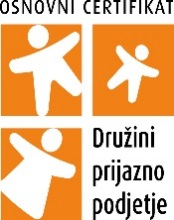 OSNOVNI CERTIFIKAT
Družini
prijazno
podjetje